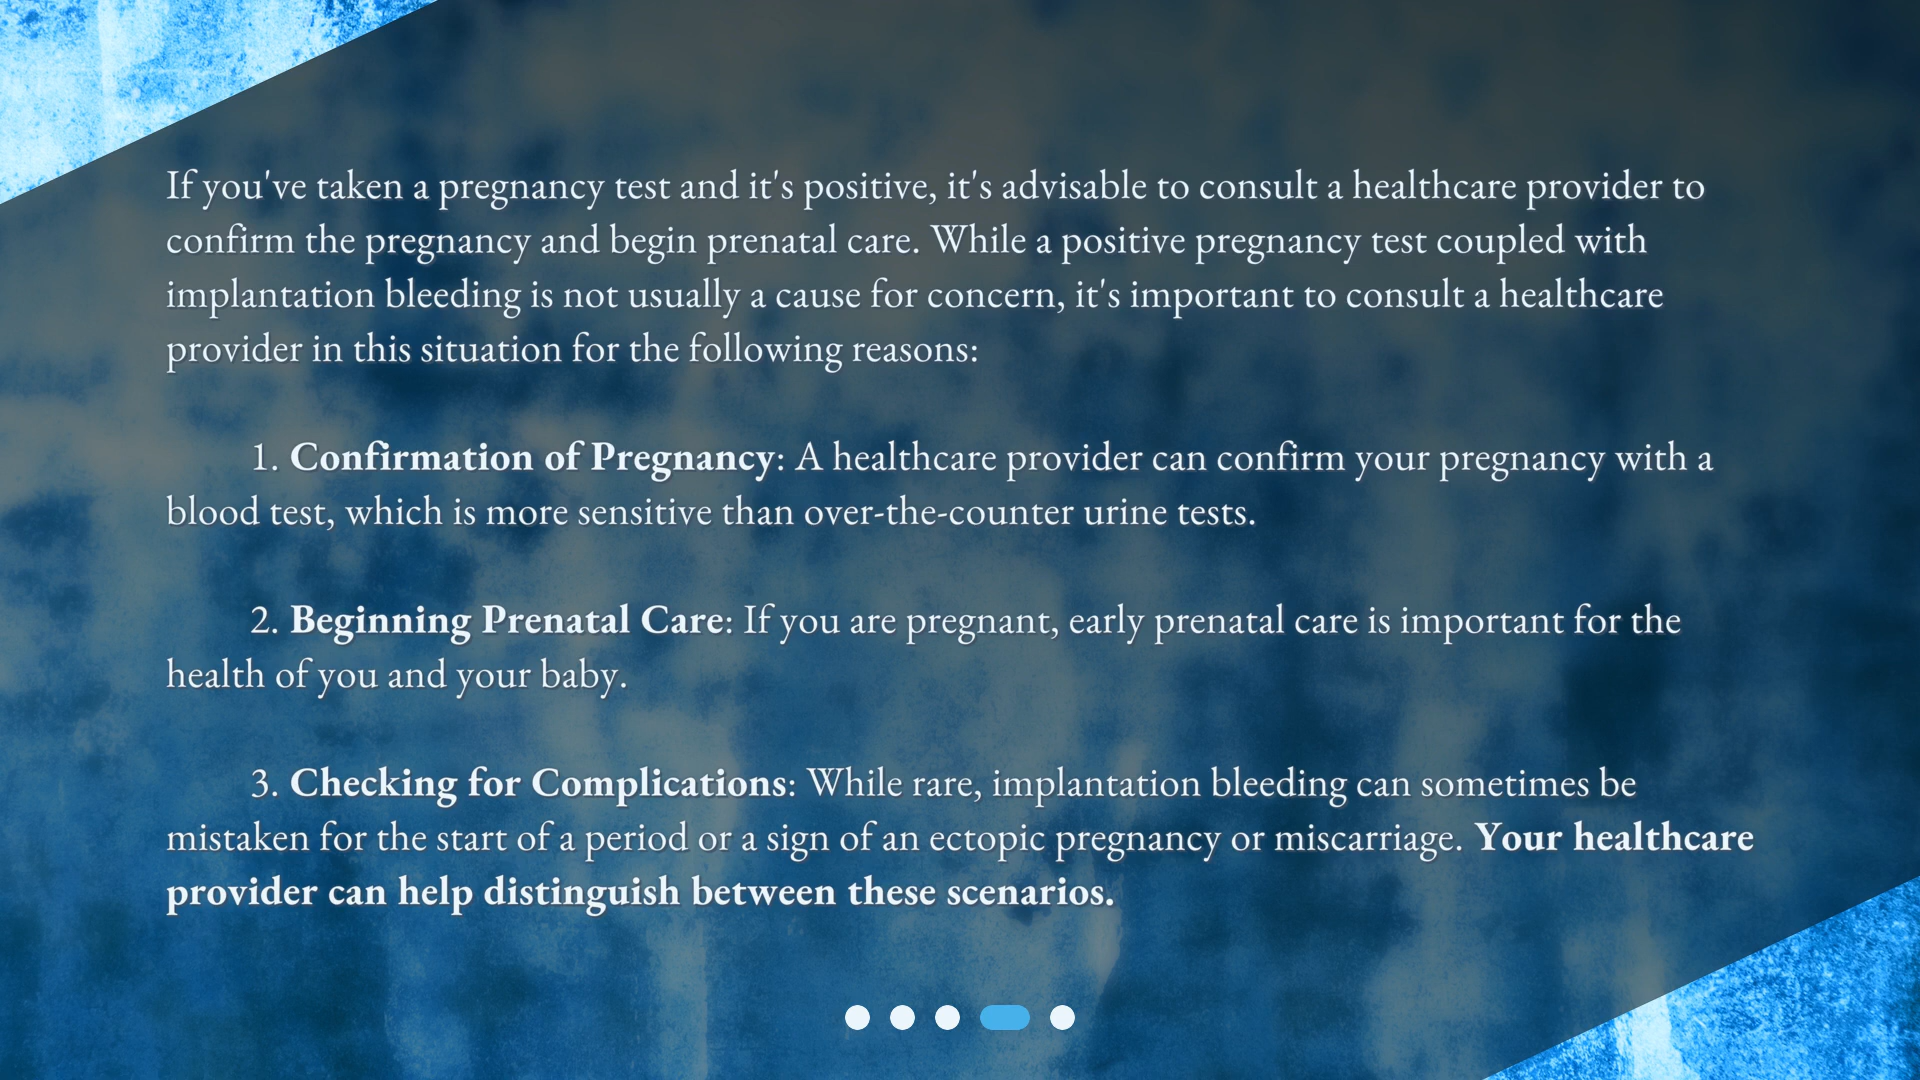 If you've taken a pregnancy test and it's positive, it's advisable to consult a healthcare provider to
confirm the pregnancy and begin prenatal care. While a positive pregnancy test coupled with
implantation bleeding is not usually a cause for concern, it's important to consult a healthcare
provider in this situation for the following reasons:
1. Confirmation of Pregnancy: A healthcare provider can confirm your pregnancy with a
blood test, which is more sensitive than over-the-counter urine tests.
2. Beginning Prenatal Care: If you are pregnant, early prenatal care is important for the
health of you and your baby.
3. Checking for Complications: While rare, implantation bleeding can sometimes be
mistaken for the start of a period or a sign of an ectopic pregnancy or miscarriage. Your healthcare
provider can help distinguish between these scenarios.